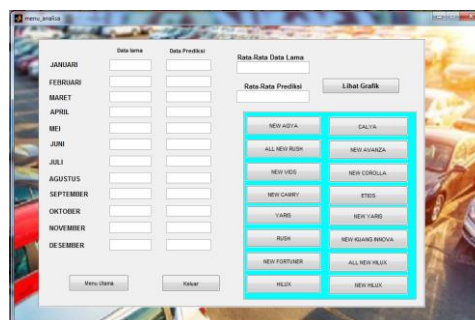 menu_analisa
Data lama Data Prediksi
JANUARI
FEBRUARI
MARET
APRIL
MEI
JUNI
JULI
AGUSTUS
SEPTEMBER
OKTOBER
NOVEMBER
DESEMBER
Menu Utama Keluar
Rata-Rata Data Lama
Rata-Rata Prediksi
Lihat Grafik
NEW AGYA CALYA
ALL NEW RUSH NEW AVANZA
NEW VIOS NEW COROLLA
NEW CAMRY ETIOS
YARIS NEW YARIS
RUSH NEW KIJANG INNOVA
NEW FORTUNER ALL NEW HILUX
HILUX NEW HILUX